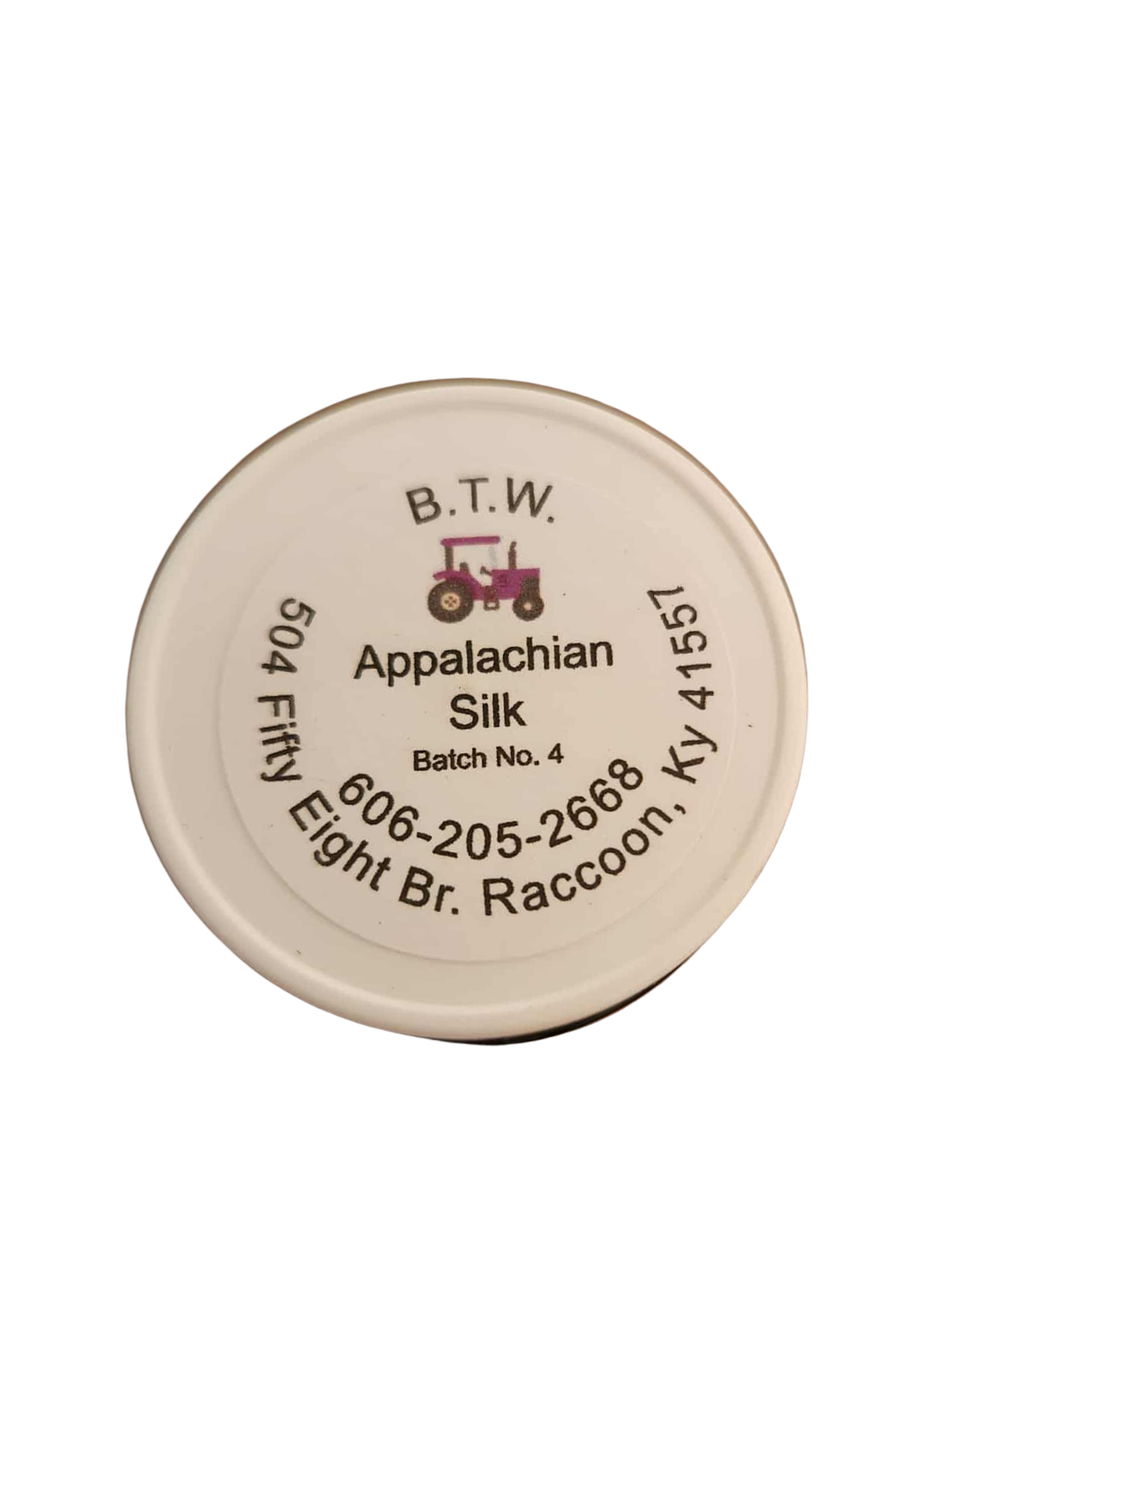 B.T.W.
Appalachian
Silk
Batch No. 4
606-205-2668
504 Fifty Eight Br. Raccoon, Ky 41557